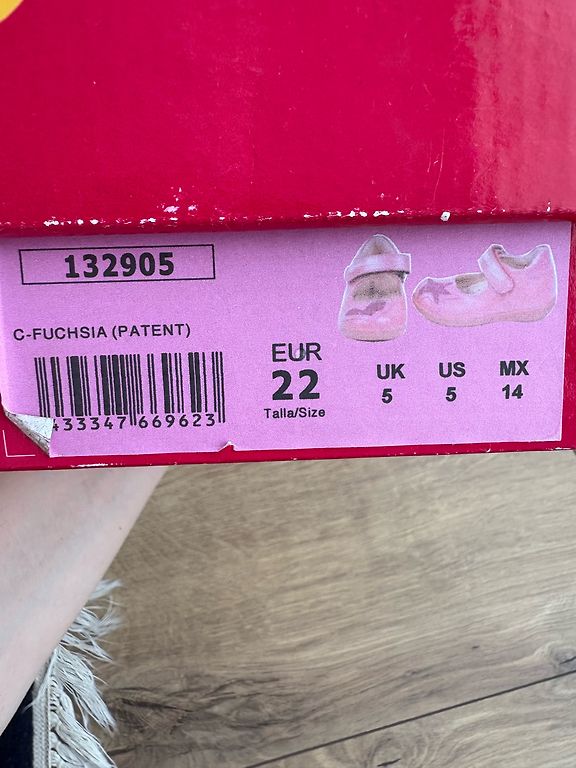 132905
C-FUCHSIA (PATENT)
433347 669623
EUR
22
Talla/Size
UK
5
US
5
MX
14